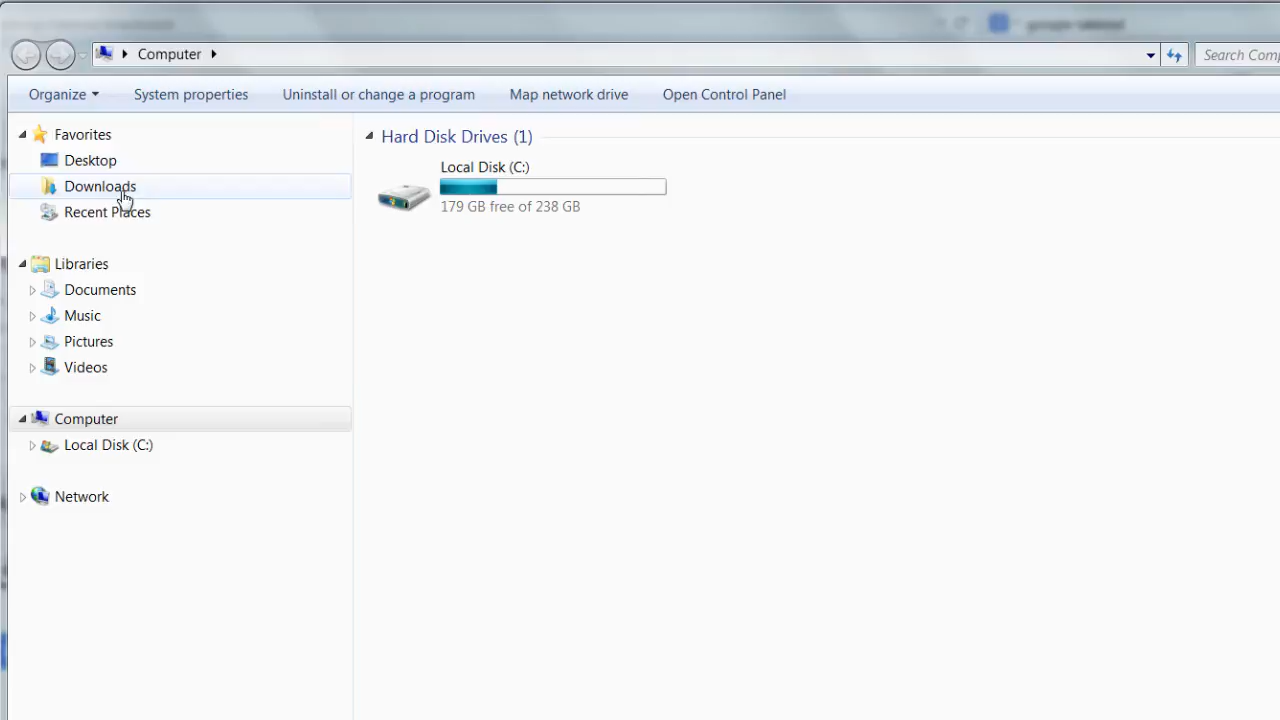 Computer
Search Comp
Organize
System properties
Uninstall or change a program
Map network drive
Open Control Panel
Favorites
Desktop
Downloads
Recent Places
Libraries
Documents
Music
Pictures
Videos
Computer
Local Disk (C:)
Network
Hard Disk Drives (1)
Local Disk (C:)
179 GB free of 238 GB